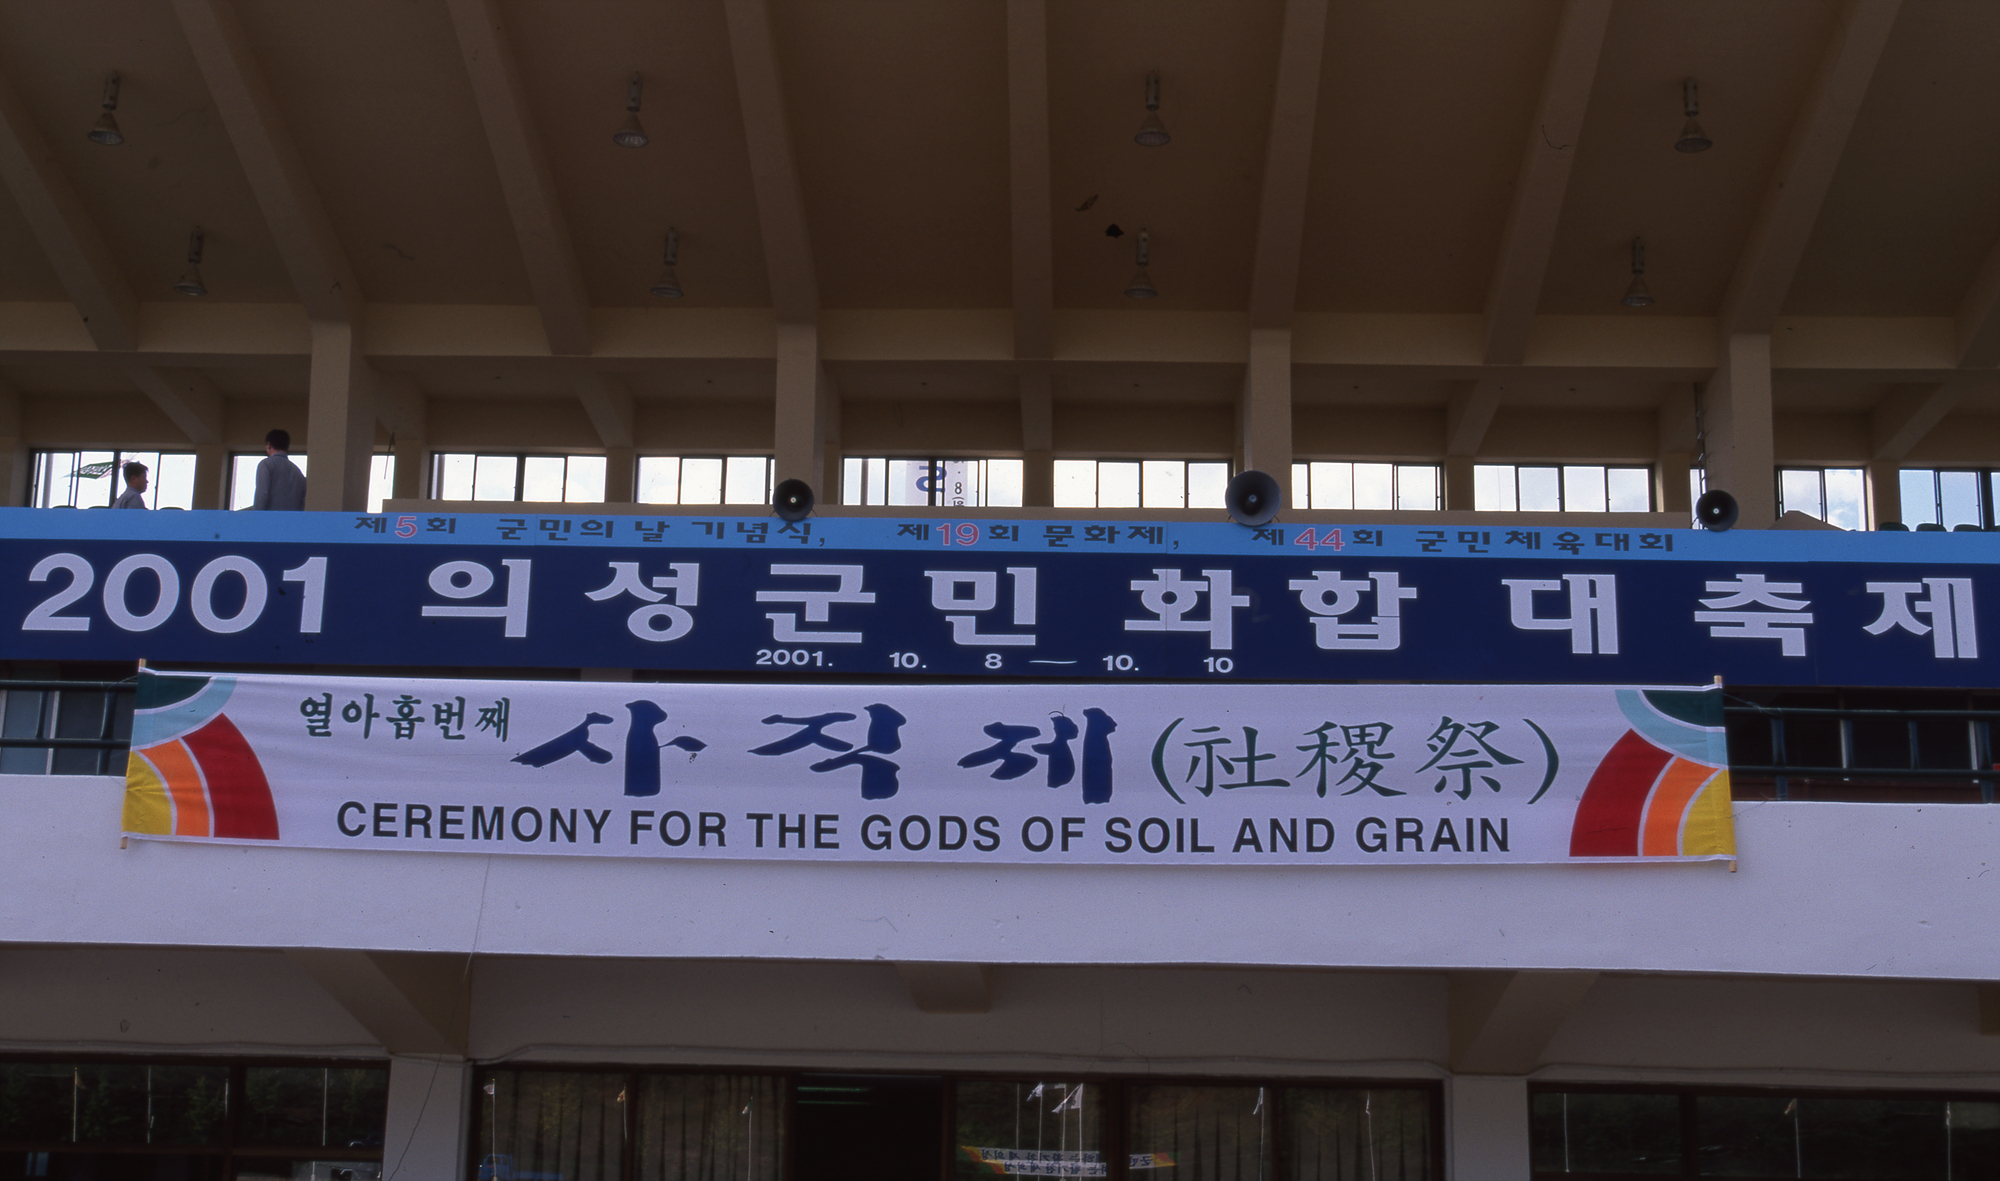 제5회 군민의 날 기념식, 제19회 문화제, 제44회 군민체육대회
2001 의성군민 화합 대축제
2001. 10. 8 — 10. 10
열아홉번째 사직제 (社稷祭)
CEREMONY FOR THE GODS OF SOIL AND GRAIN